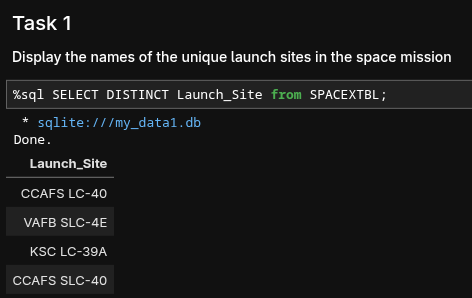 Task 1
Display the names of the unique launch sites in the space mission
%sql SELECT DISTINCT Launch_Site from SPACEXTBL;
* sqlite:///my_data1.db
Done.
Launch_Site
CCAFS LC-40
VAFB SLC-4E
KSC LC-39A
CCAFS SLC-40